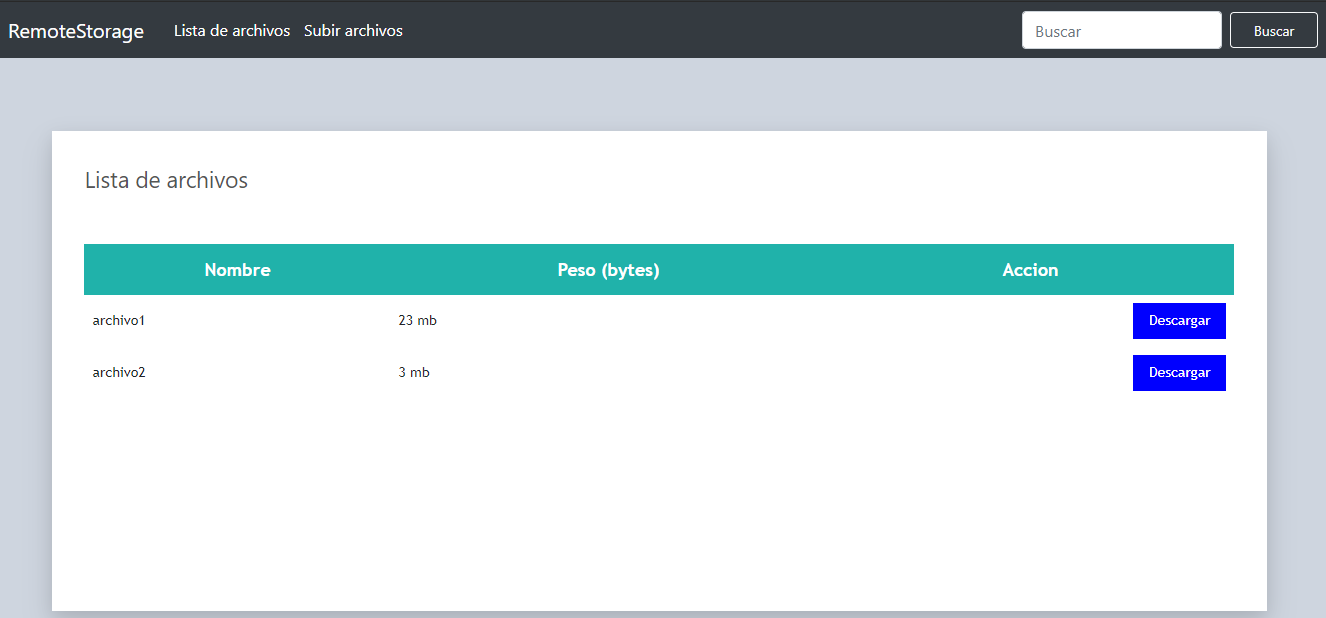 RemoteStorage Lista de archivos Subir archivos Buscar Buscar
Lista de archivos
Nombre Peso (bytes) Accion
archivo1 23 mb Descargar
archivo2 3 mb Descargar